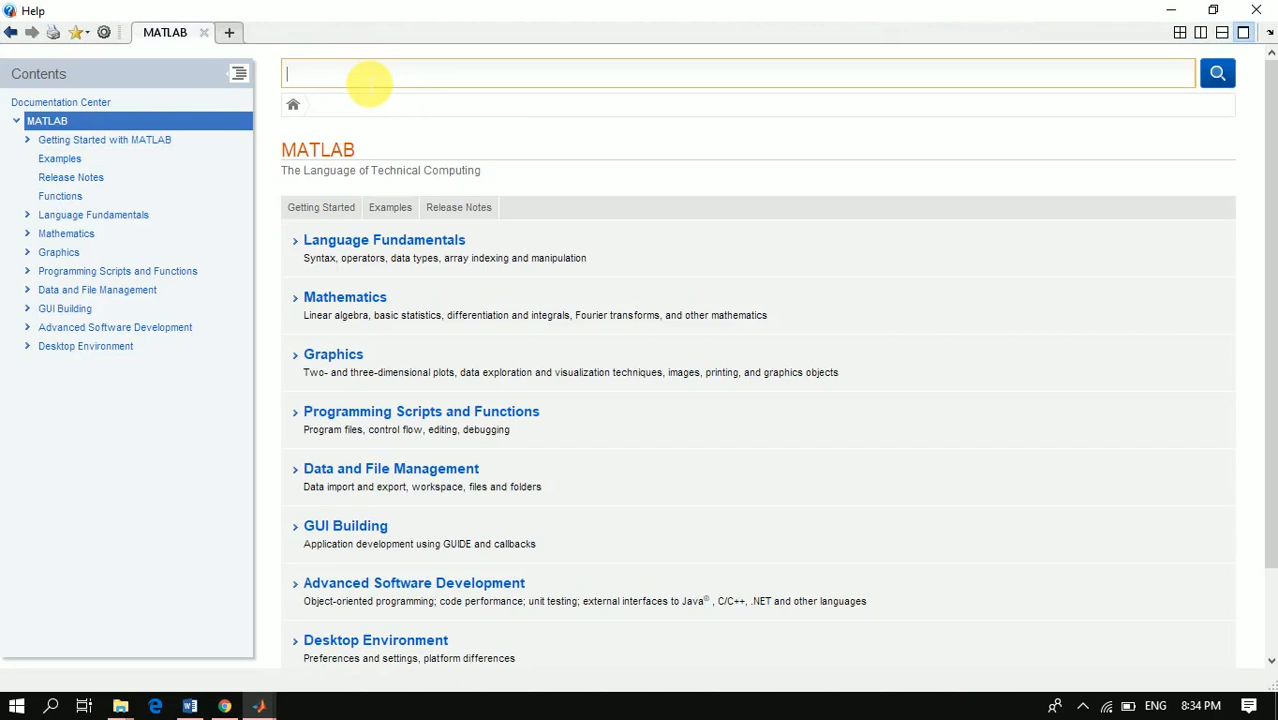 Help
MATLAB
Contents
Documentation Center
MATLAB
Getting Started with MATLAB
Examples
Release Notes
Functions
Language Fundamentals
Mathematics
Graphics
Programming Scripts and Functions
Data and File Management
GUI Building
Advanced Software Development
Desktop Environment
MATLAB
The Language of Technical Computing
Getting Started Examples Release Notes
Language Fundamentals
Syntax, operators, data types, array indexing and manipulation
Mathematics
Linear algebra, basic statistics, differentiation and integrals, Fourier transforms, and other mathematics
Graphics
Two- and three-dimensional plots, data exploration and visualization techniques, images, printing, and graphics objects
Programming Scripts and Functions
Program files, control flow, editing, debugging
Data and File Management
Data import and export, workspace, files and folders
GUI Building
Application development using GUIDE and callbacks
Advanced Software Development
Object-oriented programming; code performance; unit testing; external interfaces to Java® , C/C++, .NET and other languages
Desktop Environment
Preferences and settings, platform differences
ENG 8:34 PM